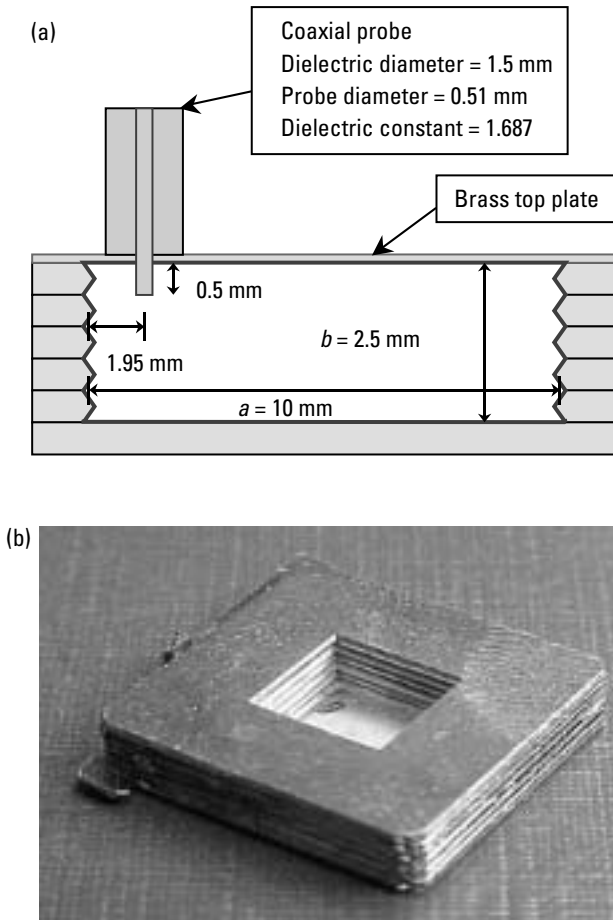 (a)
Coaxial probe
Dielectric diameter = 1.5 mm
Probe diameter = 0.51 mm
Dielectric constant = 1.687
Brass top plate
0.5 mm
b = 2.5 mm
1.95 mm
a = 10 mm
(b)